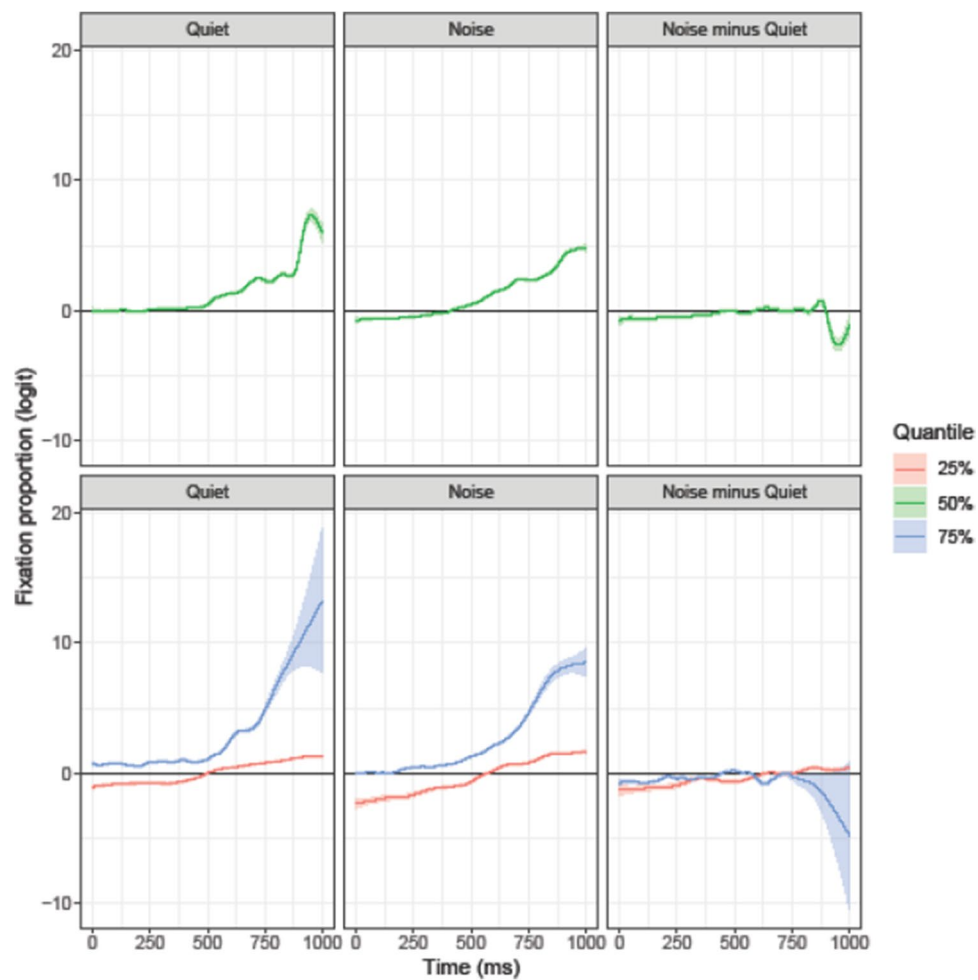 Quiet Noise Noise minus Quiet
20
10
0
−10
Quiet Noise Noise minus Quiet
20
10
0
−10
0 250 500 750 1000 0 250 500 750 1000 0 250 500 750 1000
Time (ms)
Fixation proportion (logit)
Quantile
25%
50%
75%